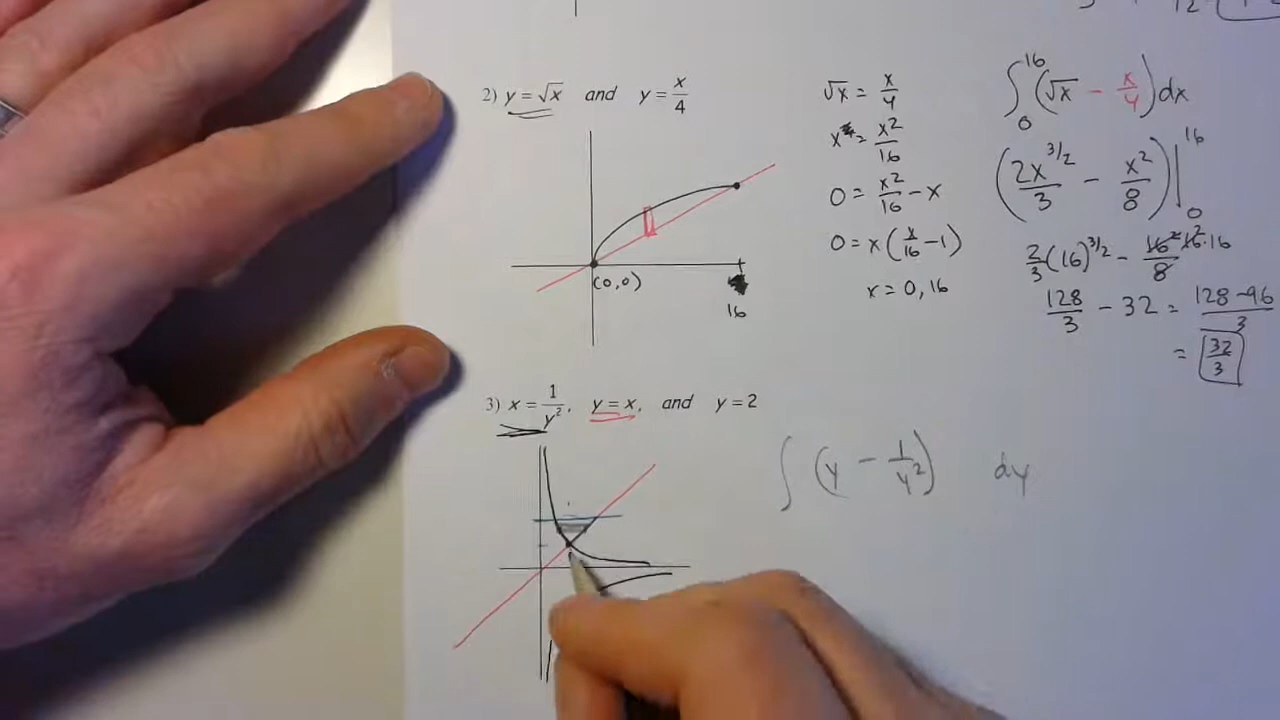 2) y = √x and y = x/4
(0,0)
16
√x = x/4
x = x²/16
0 = x²/16 - x
0 = x(x/16 - 1)
x = 0, 16
∫₀¹⁶ (√x - x/4) dx
(2x^{3/2}/3 - x²/8) |₀¹⁶
2/3 (16)^{3/2} - 16²·16/8
128/3 - 32 = 128-96/3
= 32/3
3) x = 1/y², y = x, and y = 2
∫ (y - 1/y²) dy